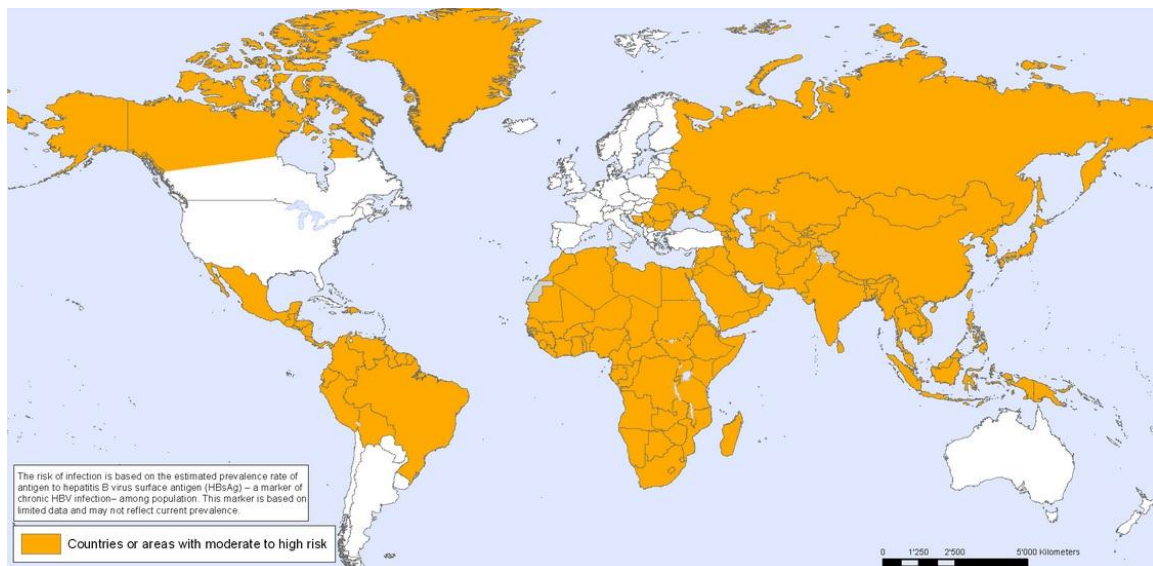 The risk of infection is based on the estimated prevalence rate of
antigen to hepatitis B virus surface antigen (HBsAg) – a marker of
chronic HBV infection– among population. This marker is based on
limited data and may not reflect current prevalence.
Countries or areas with moderate to high risk
0 1'250 2'500 5'000 Kilometers